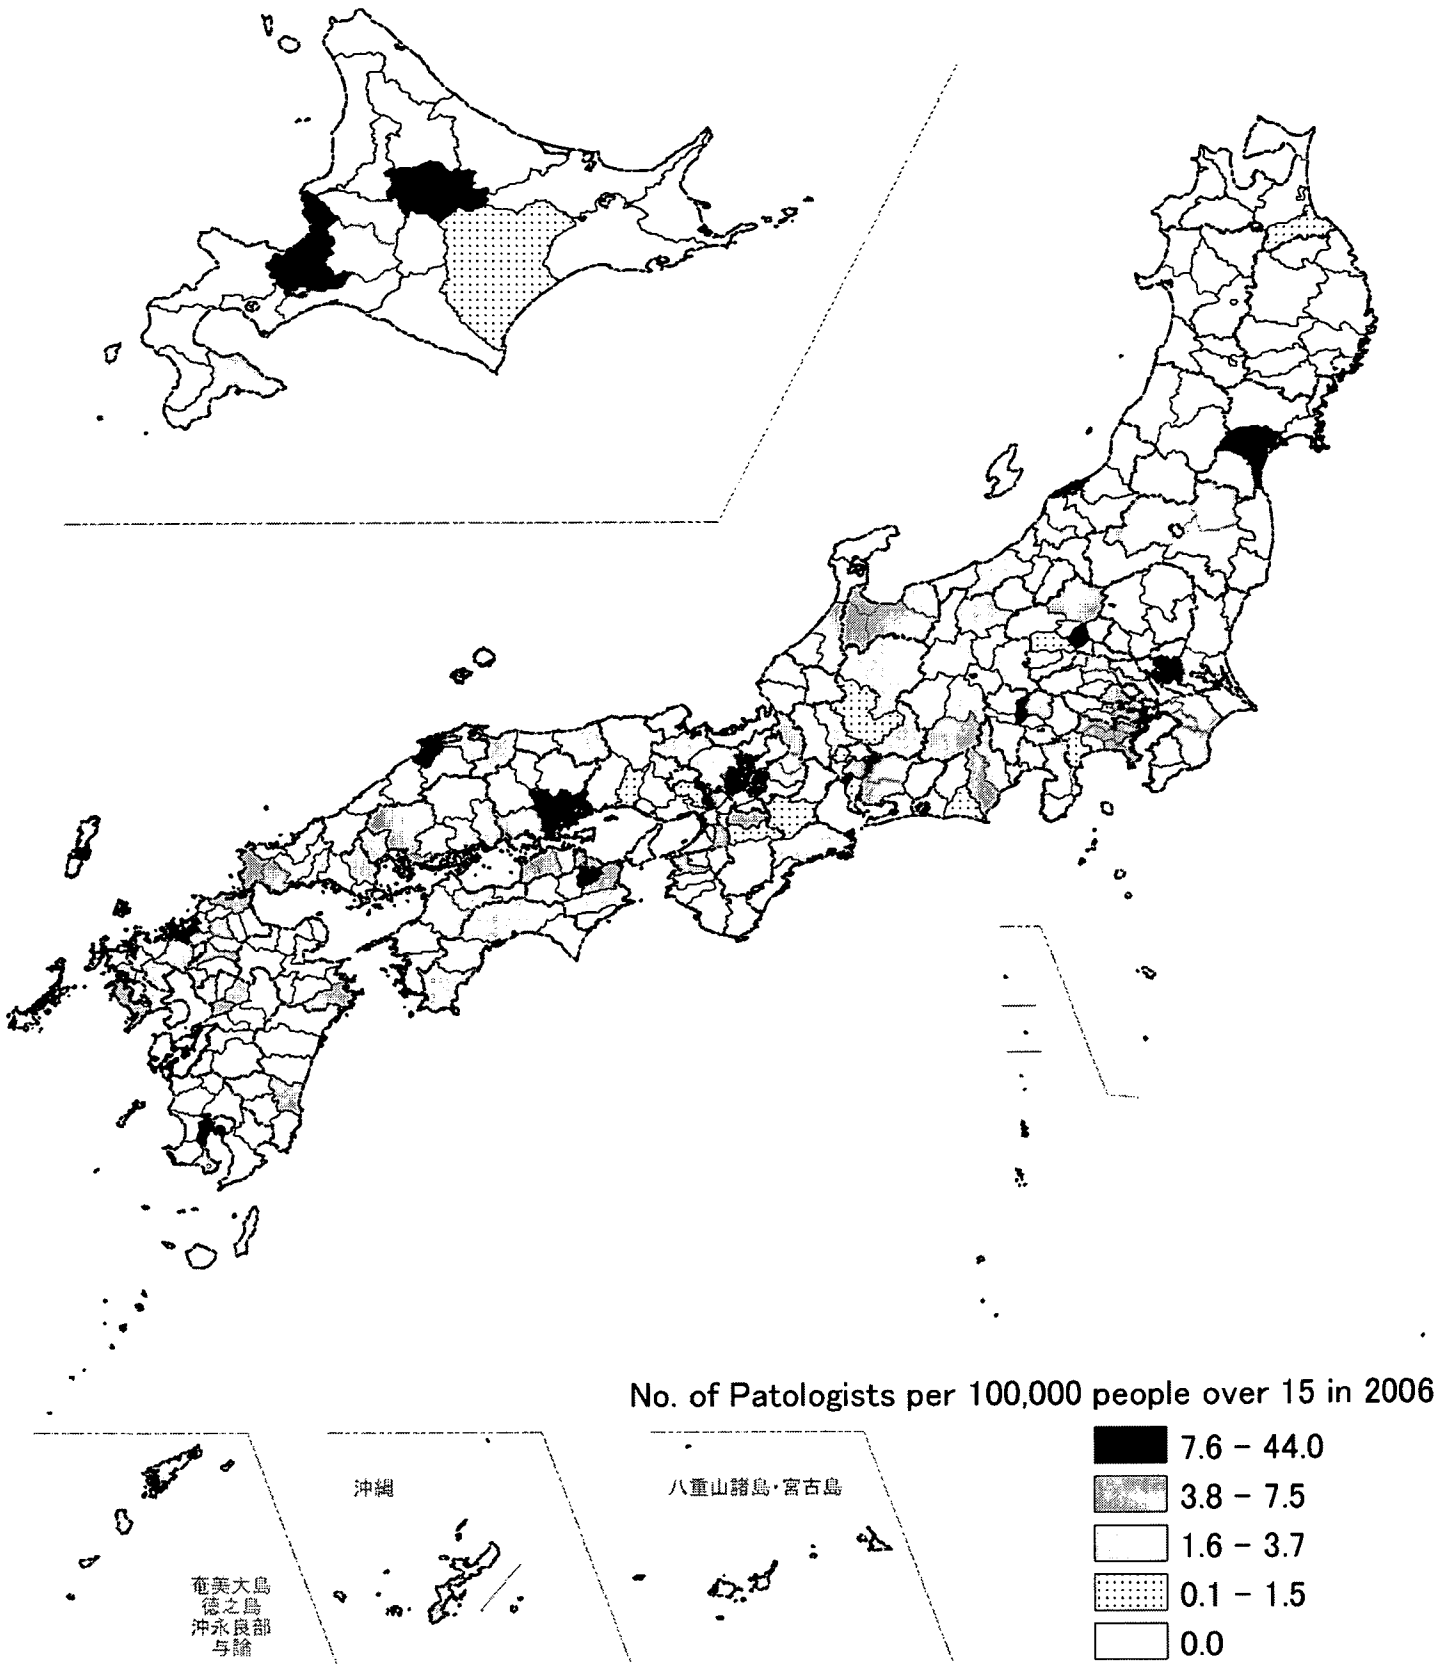 No. of Patologists per 100,000 people over 15 in 2006
7.6 - 44.0
3.8 - 7.5
1.6 - 3.7
0.1 - 1.5
0.0
沖縄
八重山諸島・宮古島
奄美大島
徳之島
沖永良部
与論